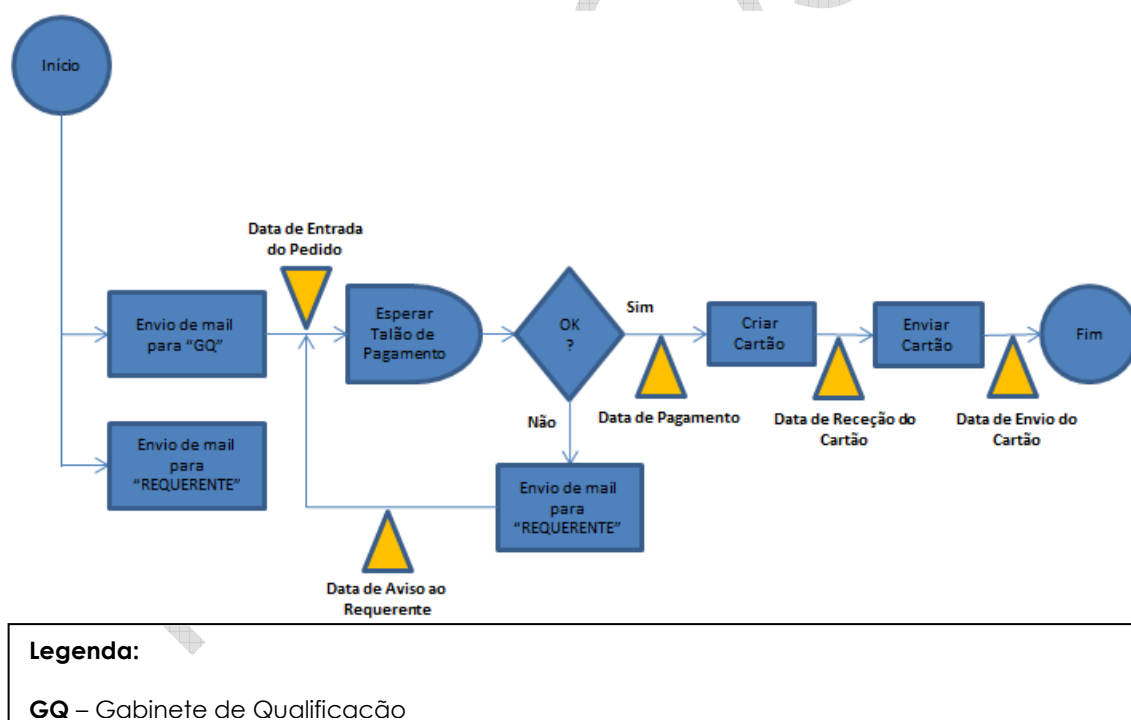 Início
Data de Entrada
do Pedido
Envio de mail
para “GQ”
Esperar
Talão de
Pagamento
OK
?
Sim
Criar
Cartão
Enviar
Cartão
Fim
Não
Data de Pagamento
Data de Receção do
Cartão
Data de Envio do
Cartão
Envio de mail
para
“REQUERENTE”
Envio de mail
para
“REQUERENTE”
Data de Aviso ao
Requerente
Legenda:
GQ – Gabinete de Qualificação